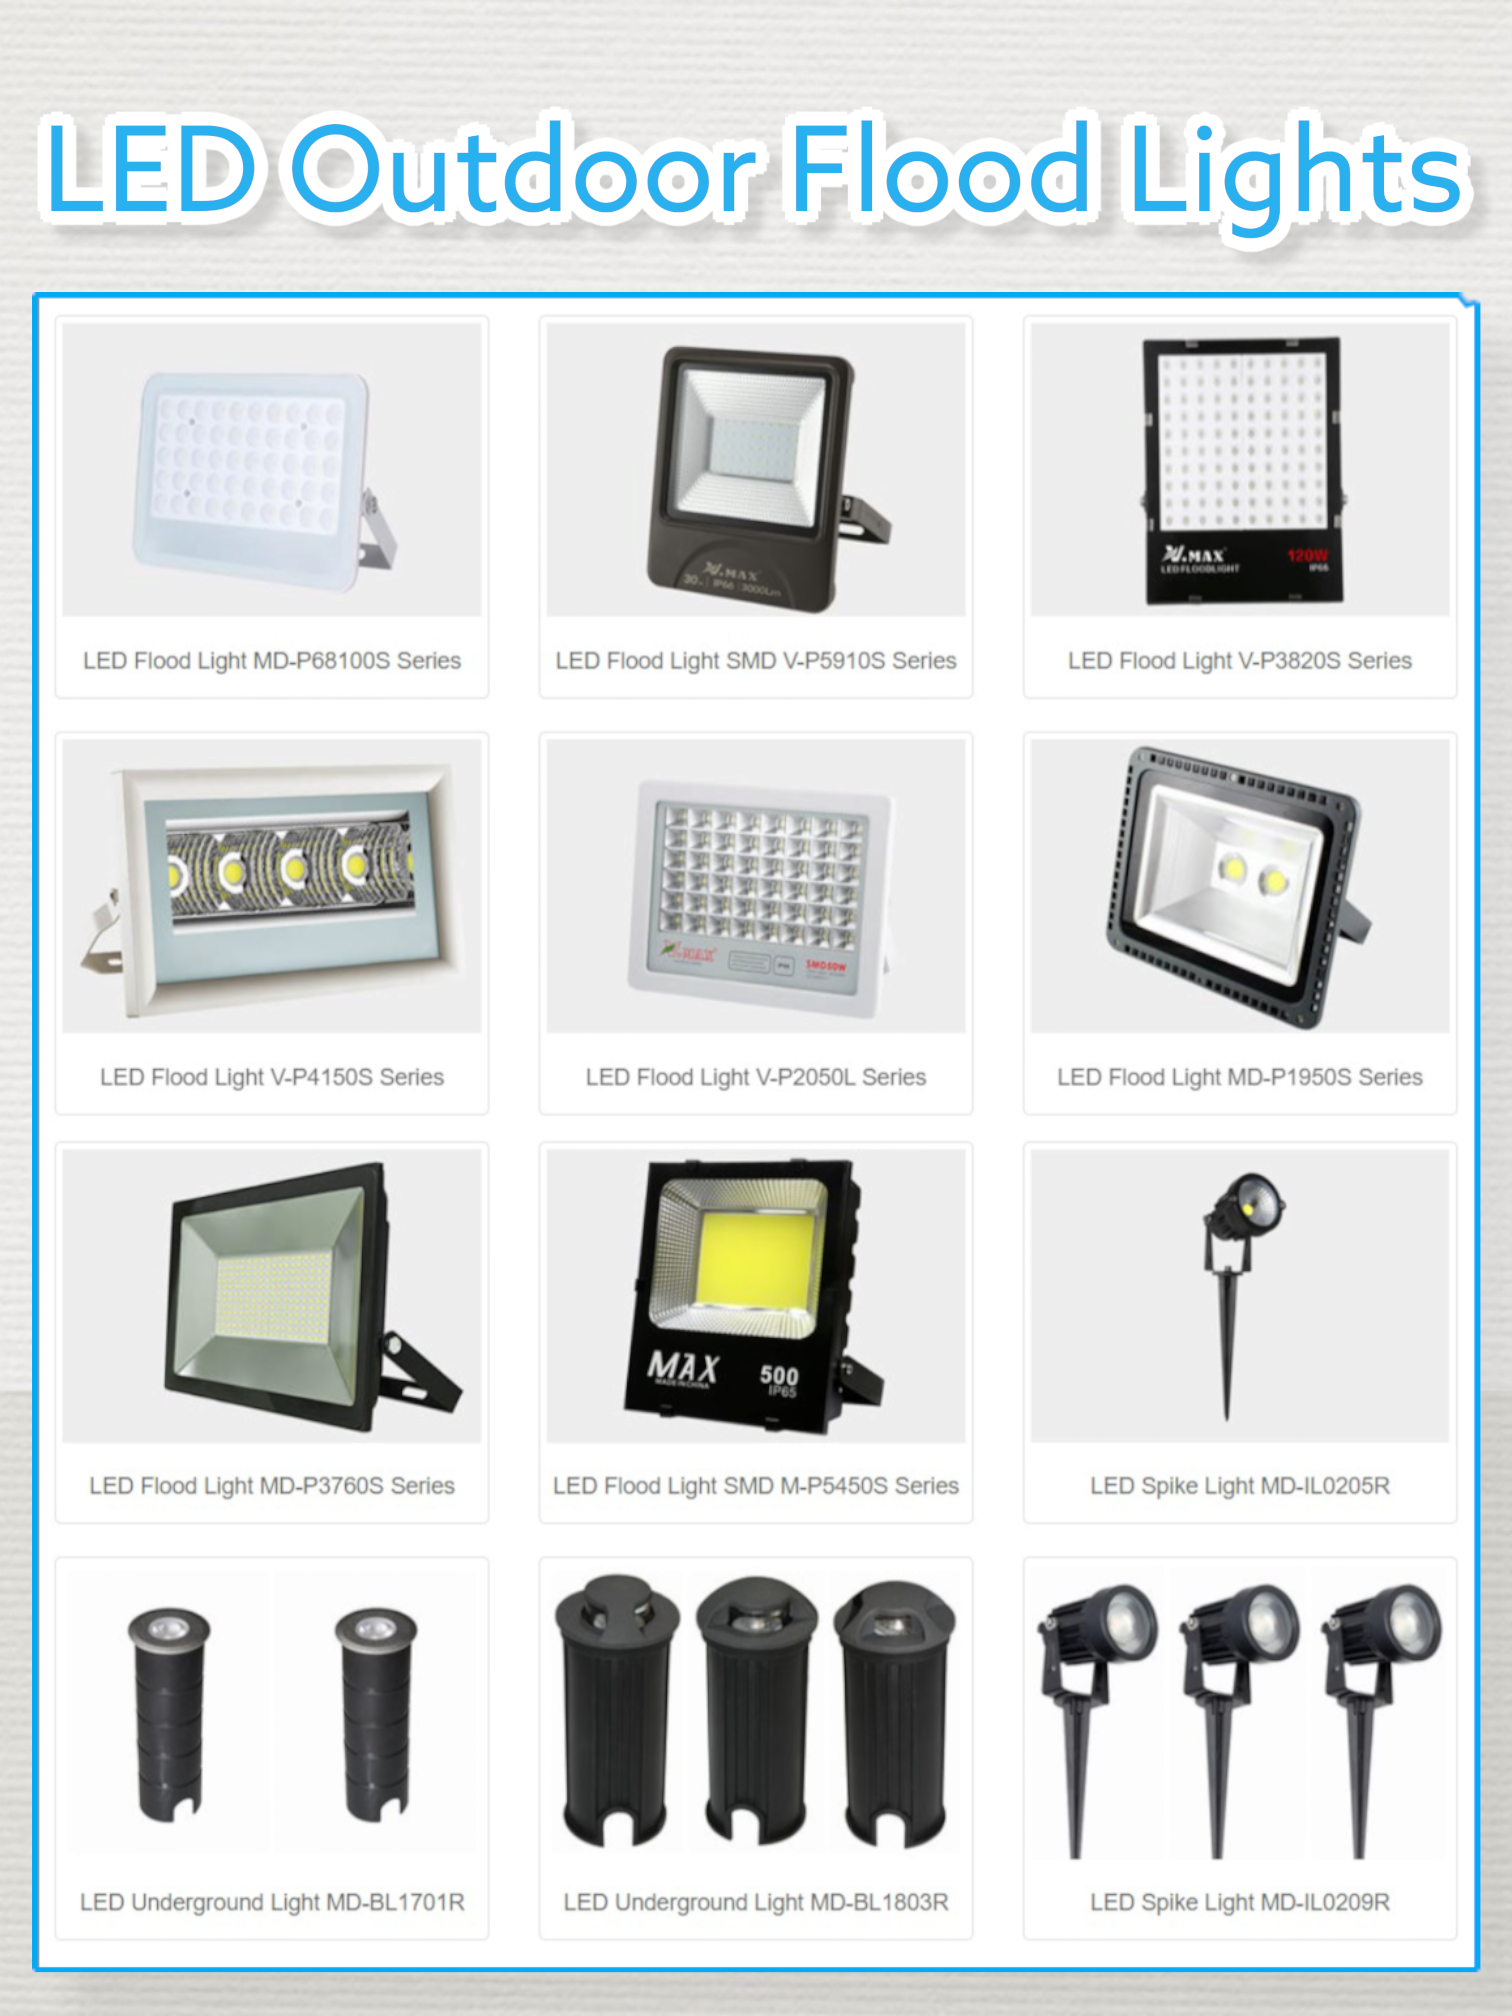 LED Outdoor Flood Lights
V.MAX
30w IP66 3000Lm
V.MAX
LED FLOODLIGHT
120W
IP66
LED Flood Light MD-P68100S Series
LED Flood Light SMD V-P5910S Series
LED Flood Light V-P3820S Series
V.MAX
SMD50W
LED Flood Light V-P4150S Series
LED Flood Light V-P2050L Series
LED Flood Light MD-P1950S Series
MAX
MADE IN CHINA
500
IP65
LED Flood Light MD-P3760S Series
LED Flood Light SMD M-P5450S Series
LED Spike Light MD-IL0205R
LED Underground Light MD-BL1701R
LED Underground Light MD-BL1803R
LED Spike Light MD-IL0209R